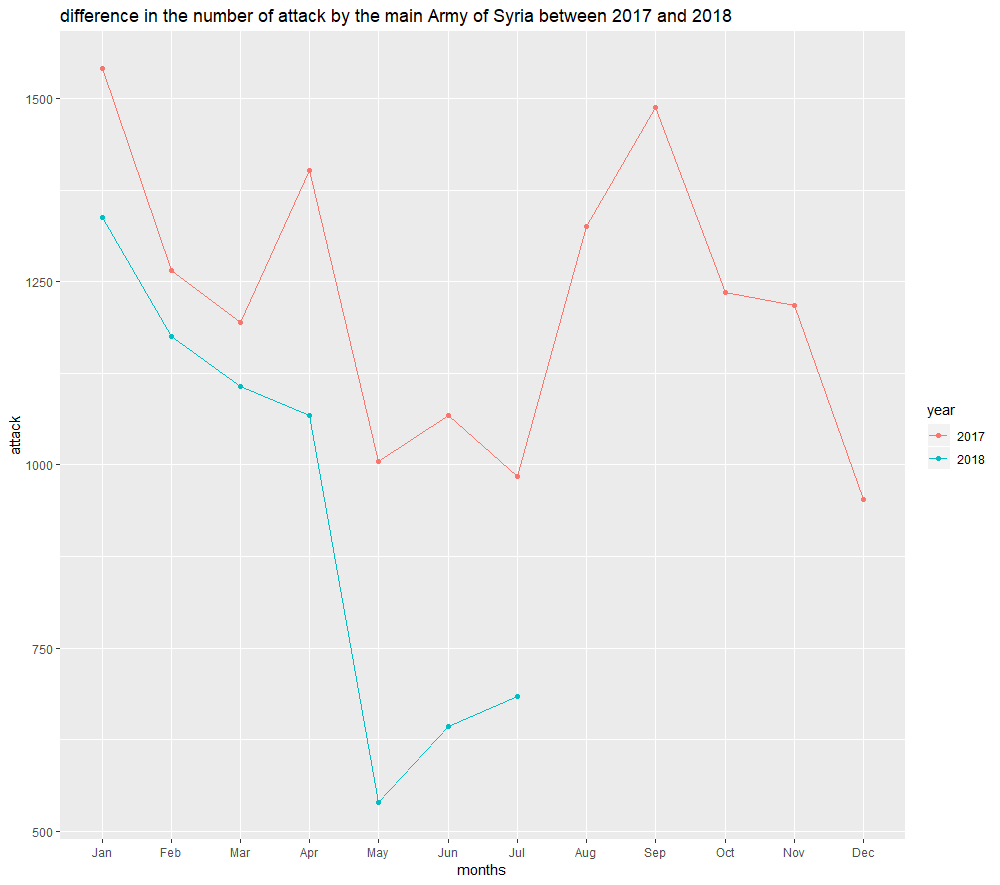 difference in the number of attack by the main Army of Syria between 2017 and 2018
attack
1500
1250
1000
750
500
Jan Feb Mar Apr May Jun Jul Aug Sep Oct Nov Dec
months
year
2017
2018